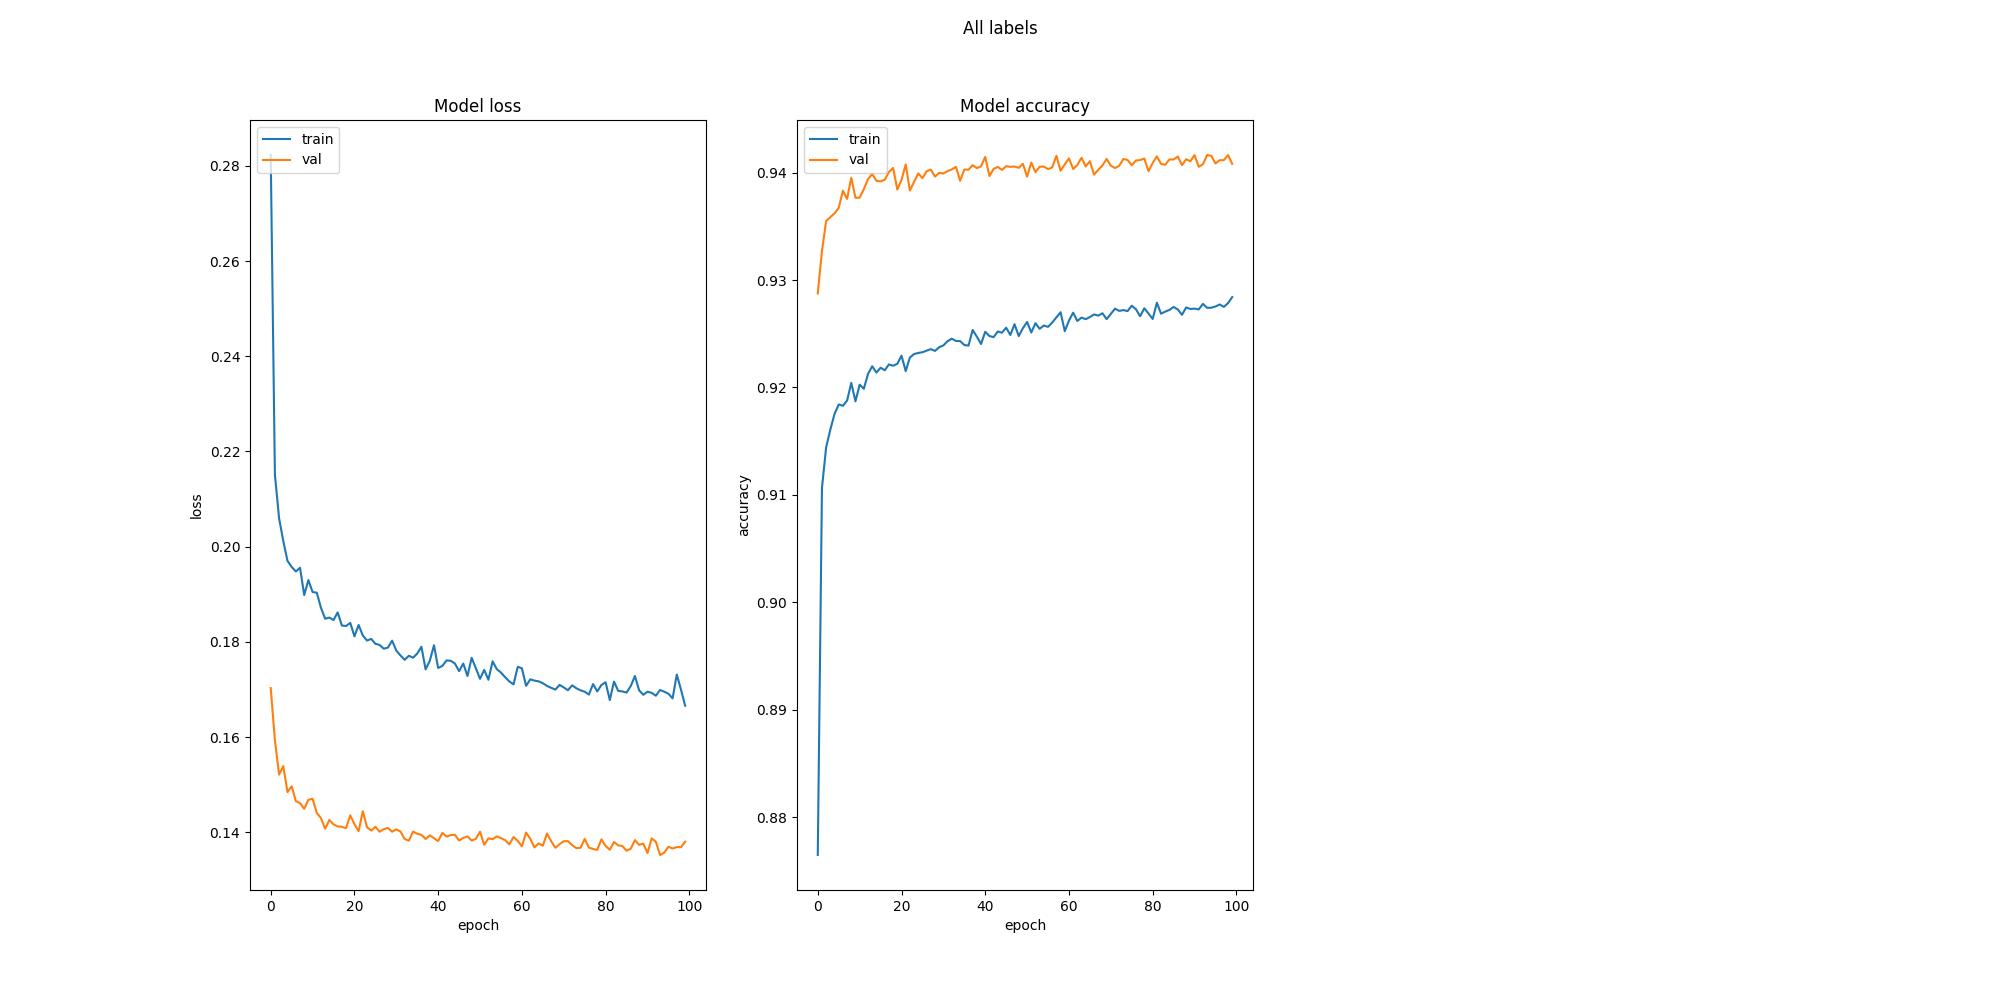 All labels
Model loss
train
val
0.28
0.26
0.24
0.22
0.20
0.18
0.16
0.14
loss
0 20 40 60 80 100
epoch
Model accuracy
train
val
0.94
0.93
0.92
0.91
0.90
0.89
0.88
accuracy
0 20 40 60 80 100
epoch